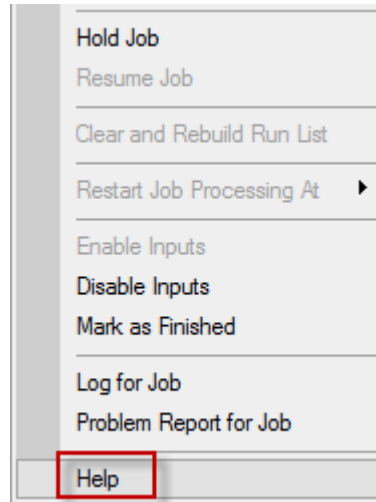 Hold Job
Resume Job
Clear and Rebuild Run List
Restart Job Processing At
Enable Inputs
Disable Inputs
Mark as Finished
Log for Job
Problem Report for Job
Help